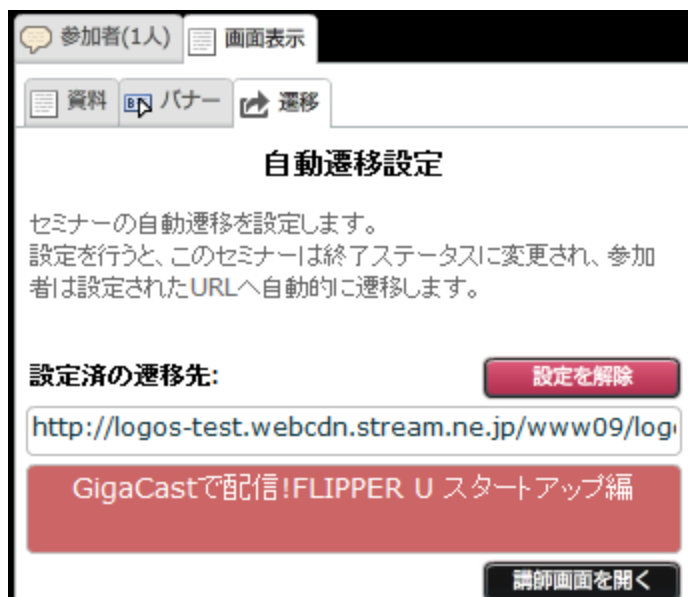 参加者(1人) 画面表示
資料 バナー 遷移
自動遷移設定
セミナーの自動遷移を設定します。
設定を行うと、このセミナーは終了ステータスに変更され、参加
者は設定されたURLへ自動的に遷移します。
設定済の遷移先: 設定を解除
http://logos-test.webcdn.stream.ne.jp/www09/log
GigaCastで配信!FLIPPER U スタートアップ編
講師画面を開く